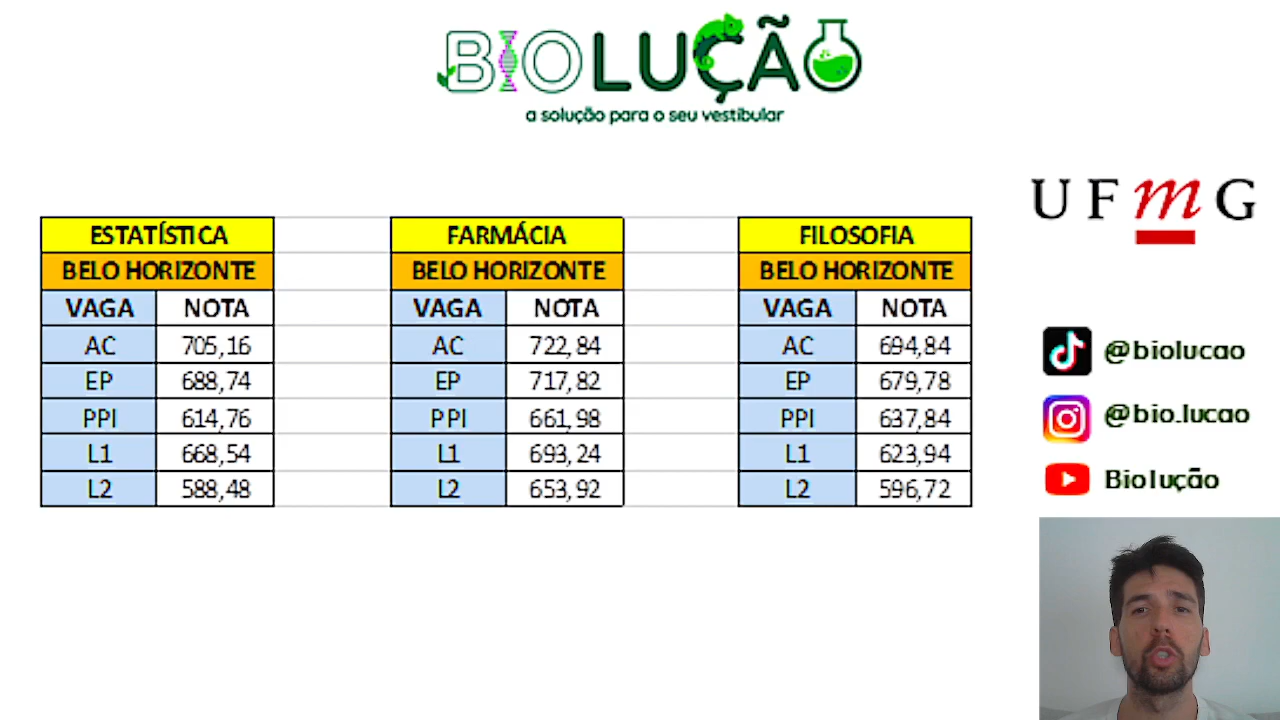 BIOLUÇÃO
a solução para o seu vestibular
UFmG
ESTATÍSTICA
BELO HORIZONTE
VAGA NOTA
AC 705,16
EP 688,74
PPI 614,76
L1 668,54
L2 588,48
FARMÁCIA
BELO HORIZONTE
VAGA NOTA
AC 722,84
EP 717,82
PPI 661,98
L1 693,24
L2 653,92
FILOSOFIA
BELO HORIZONTE
VAGA NOTA
AC 694,84
EP 679,78
PPI 637,84
L1 623,94
L2 596,72
@biolucao
@bio.lucao
Biolução